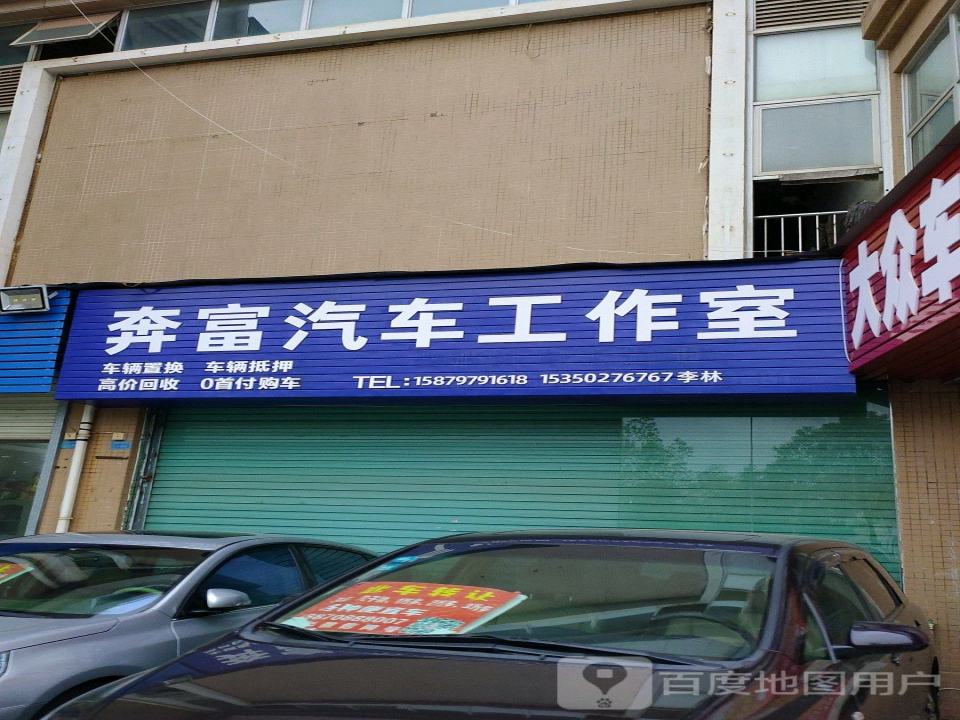 奔富汽车工作室
车辆置换 车辆抵押
高价回收 0首付购车
TEL:15879791618 15350276767李林
大众车
此车转让
百度地图用户